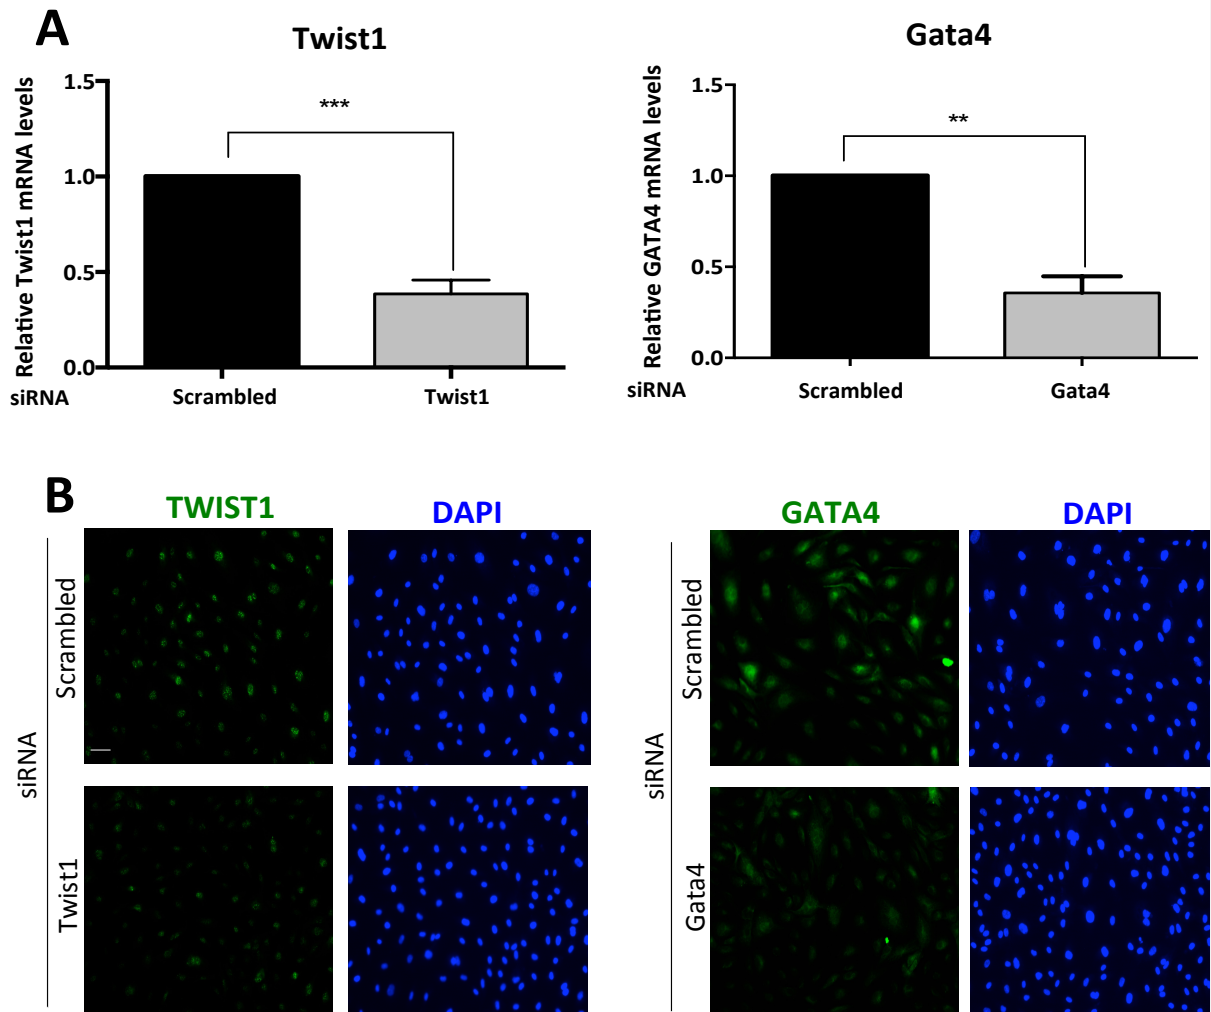 A
Twist1
Relative Twist1 mRNA levels
1.5
1.0
0.5
0.0
***
siRNA
Scrambled
Twist1
Gata4
Relative GATA4 mRNA levels
1.5
1.0
0.5
0.0
**
siRNA
Scrambled
Gata4
B
TWIST1
DAPI
GATA4
DAPI
siRNA
Scrambled
Twist1
siRNA
Scrambled
Gata4